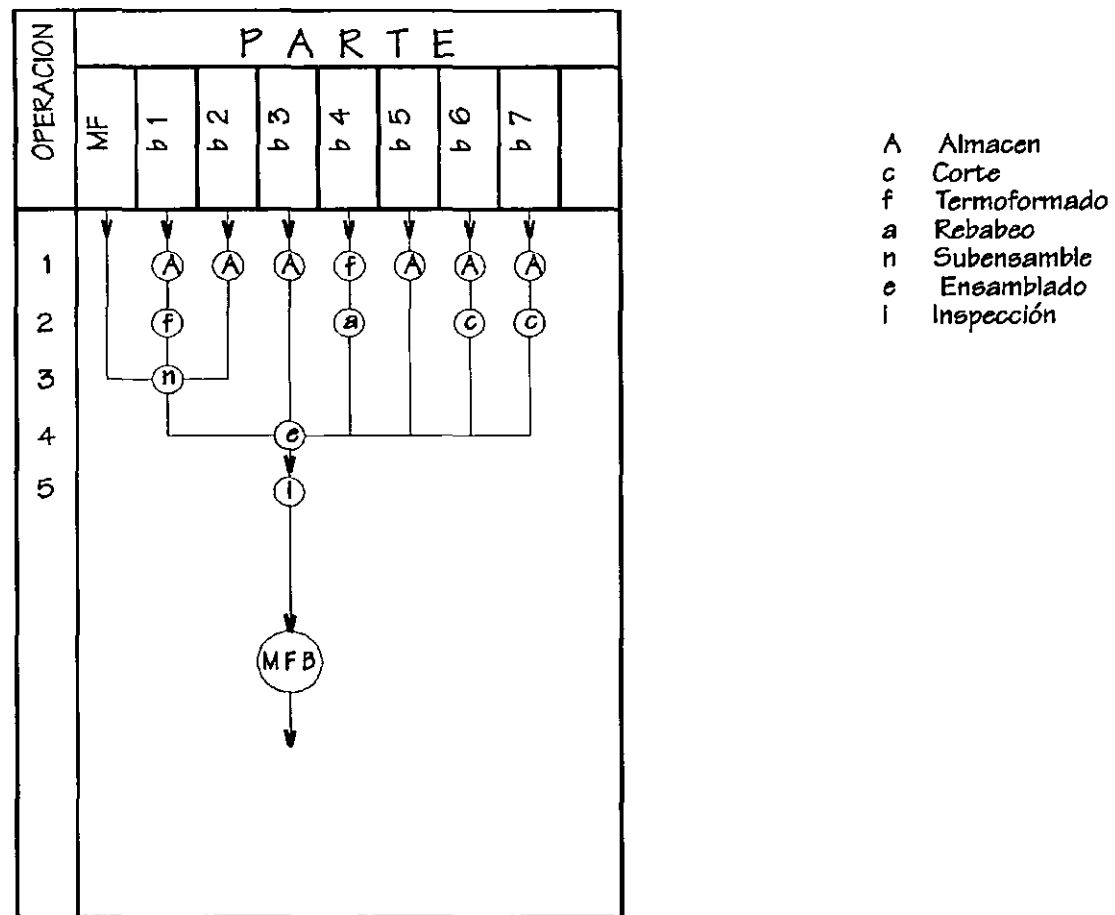 OPERACION
P A R T E
MF b 1 b 2 b 3 b 4 b 5 b 6 b 7
1 A A A f A A A
2 f a c c
3 n
4 e
5 i
MFB
A Almacen
c Corte
f Termoformado
a Rebabeo
n Subensamble
e Ensamblado
i Inspección